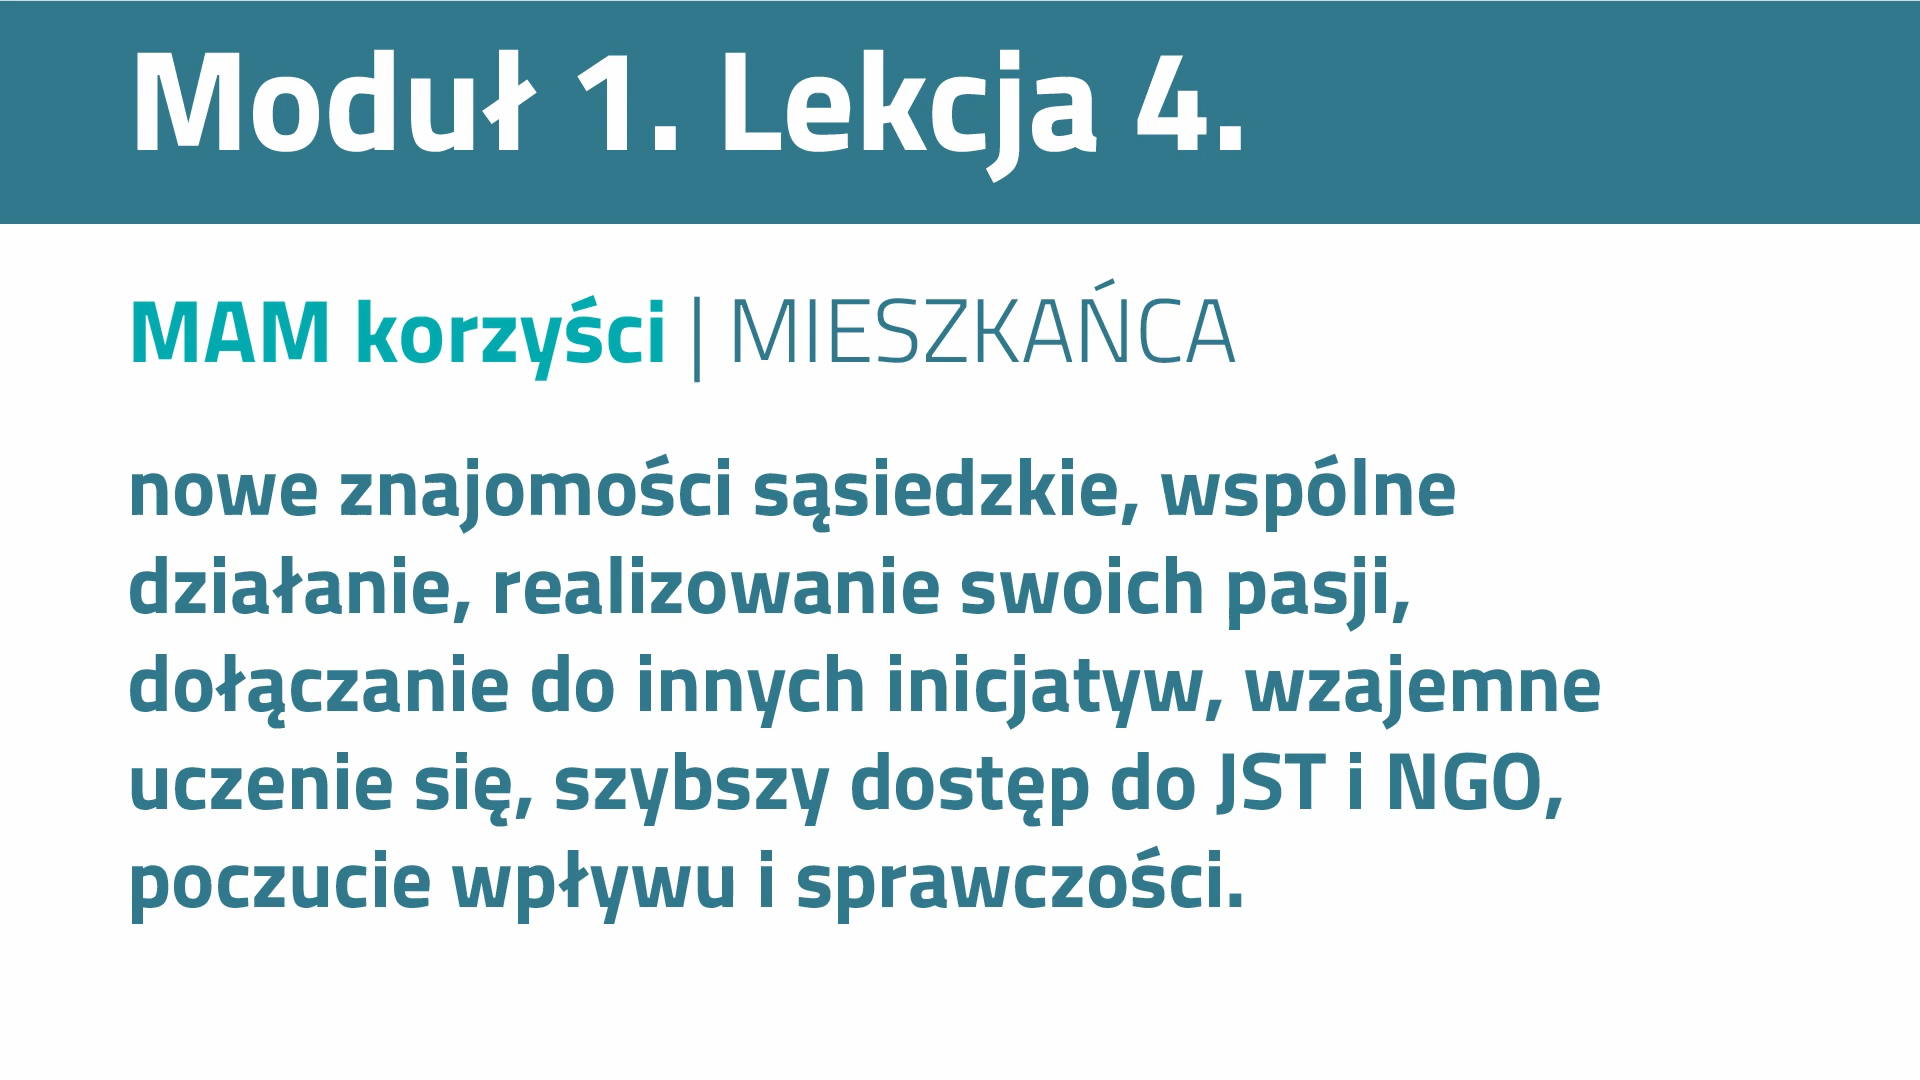 Moduł 1. Lekcja 4.
MAM korzyści | MIESZKAŃCA
nowe znajomości sąsiedzkie, wspólne
działanie, realizowanie swoich pasji,
dołączanie do innych inicjatyw, wzajemne
uczenie się, szybszy dostęp do JST i NGO,
poczucie wpływu i sprawczości.